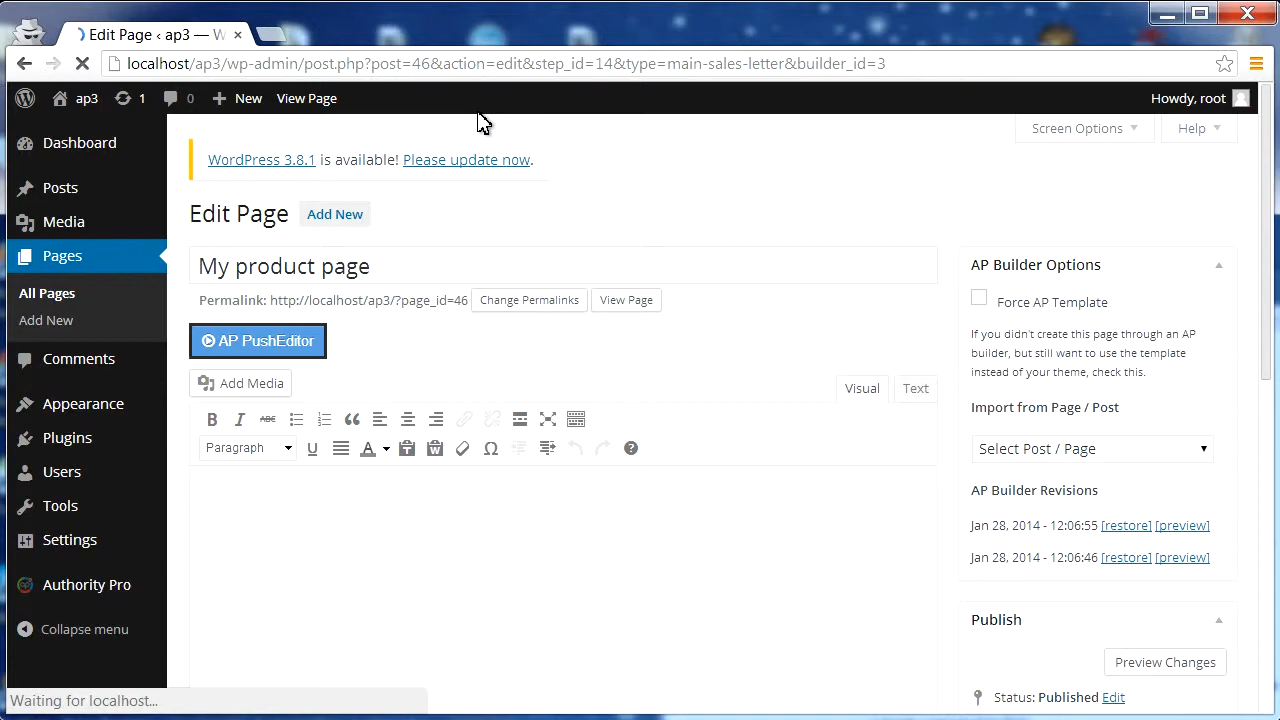 Edit Page ‹ ap3 — W
localhost/ap3/wp-admin/post.php?post=46&action=edit&step_id=14&type=main-sales-letter&builder_id=3
ap3 1 0 New View Page Howdy, root
Screen Options Help
Dashboard
Posts
Media
Pages
All Pages
Add New
Comments
Appearance
Plugins
Users
Tools
Settings
Authority Pro
Collapse menu
WordPress 3.8.1 is available! Please update now.
Edit Page Add New
My product page
Permalink: http://localhost/ap3/?page_id=46 Change Permalinks View Page
AP PushEditor
Add Media
Visual Text
B I ABC
Paragraph U A T W Ω ?
AP Builder Options
Force AP Template
If you didn't create this page through an AP
builder, but still want to use the template
instead of your theme, check this.
Import from Page / Post
Select Post / Page
AP Builder Revisions
Jan 28, 2014 - 12:06:55 [restore] [preview]
Jan 28, 2014 - 12:06:46 [restore] [preview]
Publish
Preview Changes
Status: Published Edit
Waiting for localhost...